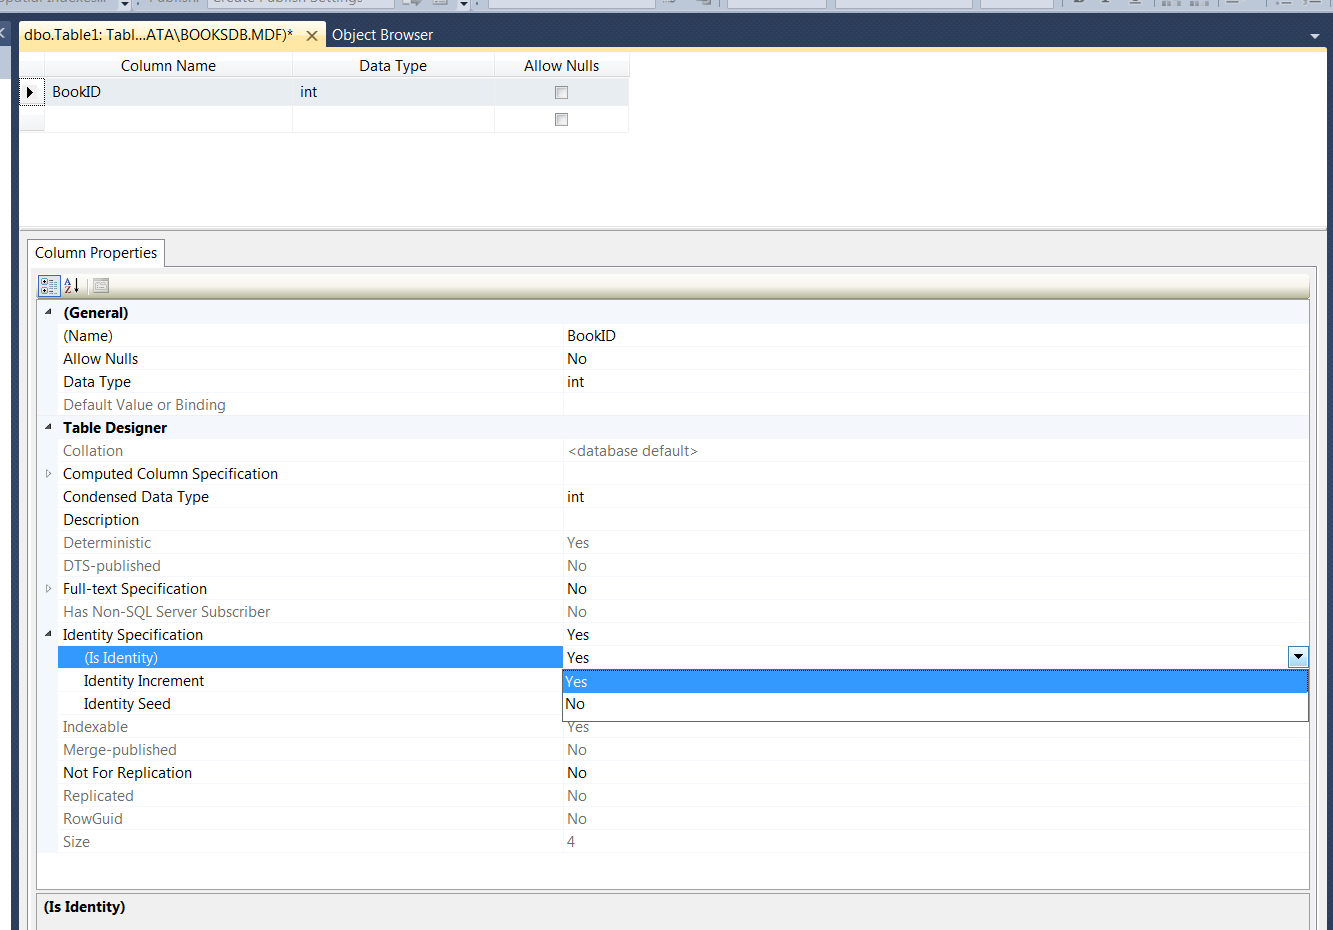 dbo.Table1: Tabl...ATA\BOOKSDB.MDF)* Object Browser
Column Name Data Type Allow Nulls
BookID int
Column Properties
(General)
(Name) BookID
Allow Nulls No
Data Type int
Default Value or Binding
Table Designer
Collation <database default>
Computed Column Specification
Condensed Data Type int
Description
Deterministic Yes
DTS-published No
Full-text Specification No
Has Non-SQL Server Subscriber No
Identity Specification Yes
(Is Identity) Yes
Identity Increment Yes
Identity Seed No
Indexable Yes
Merge-published No
Not For Replication No
Replicated No
RowGuid No
Size 4
(Is Identity)